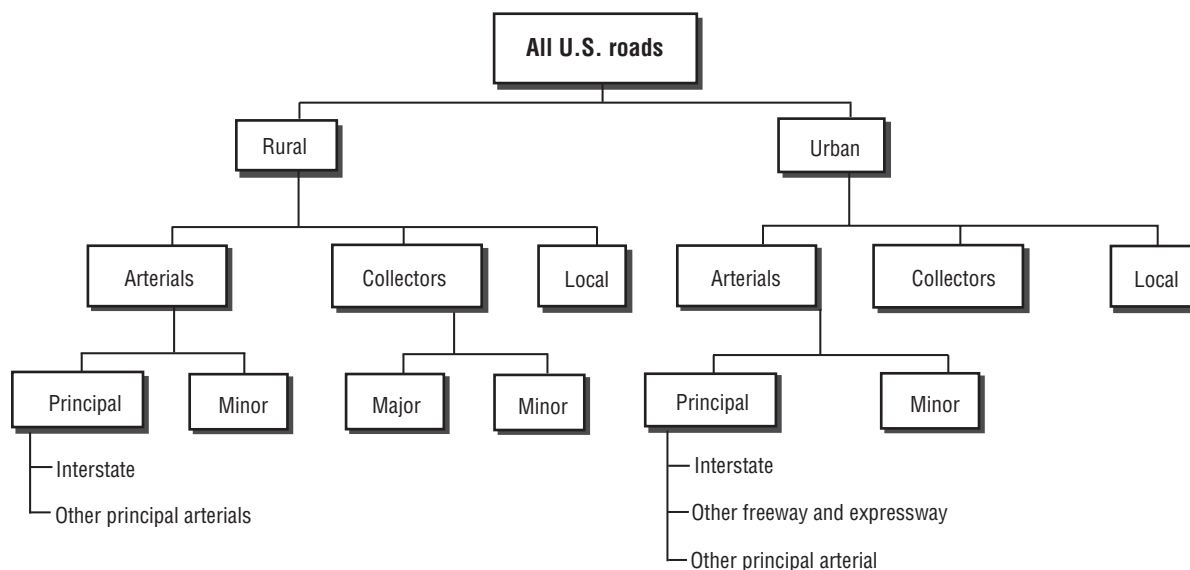 All U.S. roads
Rural
Urban
Arterials
Collectors
Local
Arterials
Collectors
Local
Principal
Minor
Major
Minor
Principal
Minor
Interstate
Other principal arterials
Interstate
Other freeway and expressway
Other principal arterial